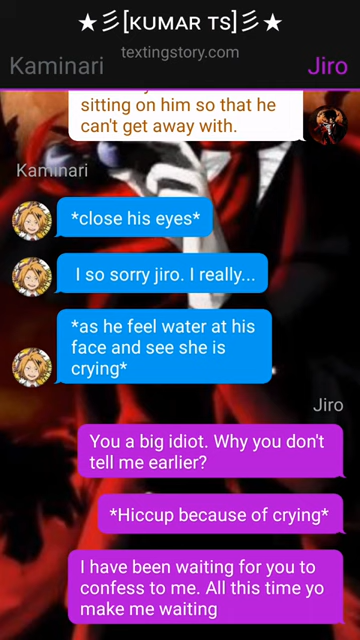 ★彡[ᴋᴜᴍᴀʀ ᴛs]彡★
textingstory.com
Kaminari
Jiro
sitting on him so that he
can't get away with.
Kaminari
*close his eyes*
I so sorry jiro. I really...
*as he feel water at his
face and see she is
crying*
Jiro
You a big idiot. Why you don't
tell me earlier?
*Hiccup because of crying*
I have been waiting for you to
confess to me. All this time yo
make me waiting